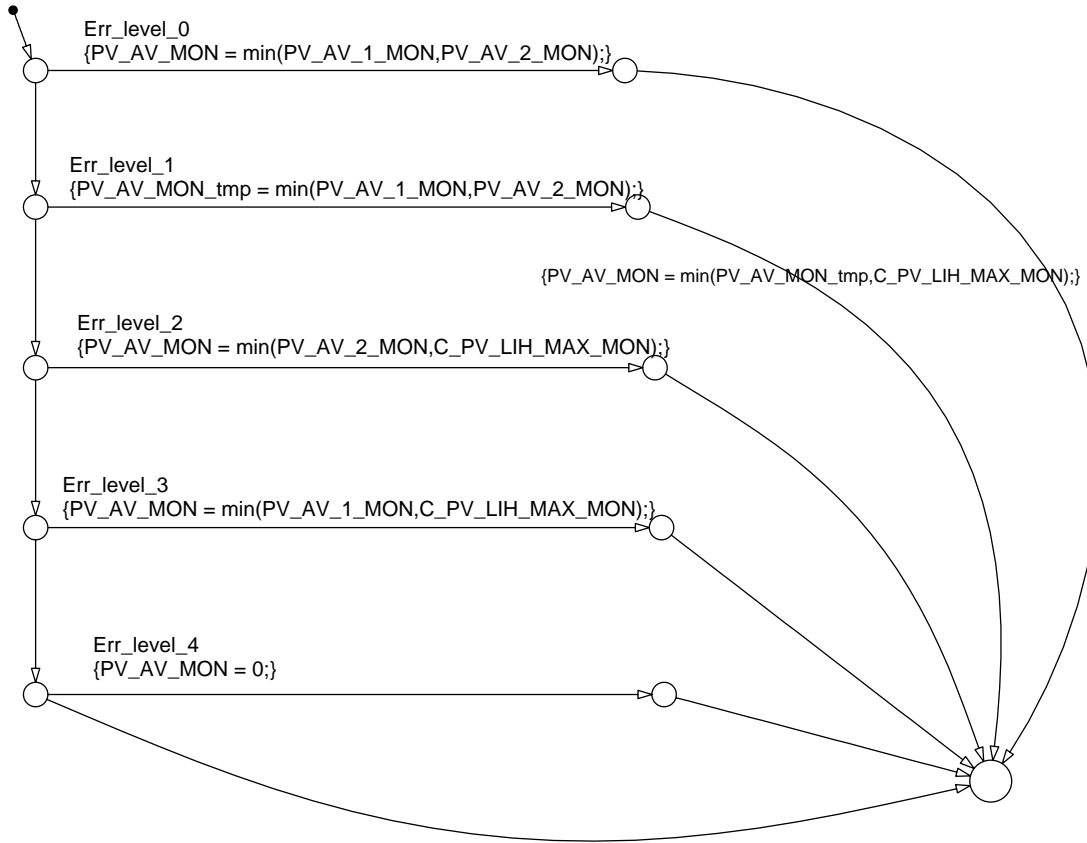 Err_level_0
{PV_AV_MON = min(PV_AV_1_MON,PV_AV_2_MON);}
Err_level_1
{PV_AV_MON_tmp = min(PV_AV_1_MON,PV_AV_2_MON);}
{PV_AV_MON = min(PV_AV_MON_tmp,C_PV_LIH_MAX_MON);}
Err_level_2
{PV_AV_MON = min(PV_AV_2_MON,C_PV_LIH_MAX_MON);}
Err_level_3
{PV_AV_MON = min(PV_AV_1_MON,C_PV_LIH_MAX_MON);}
Err_level_4
{PV_AV_MON = 0;}